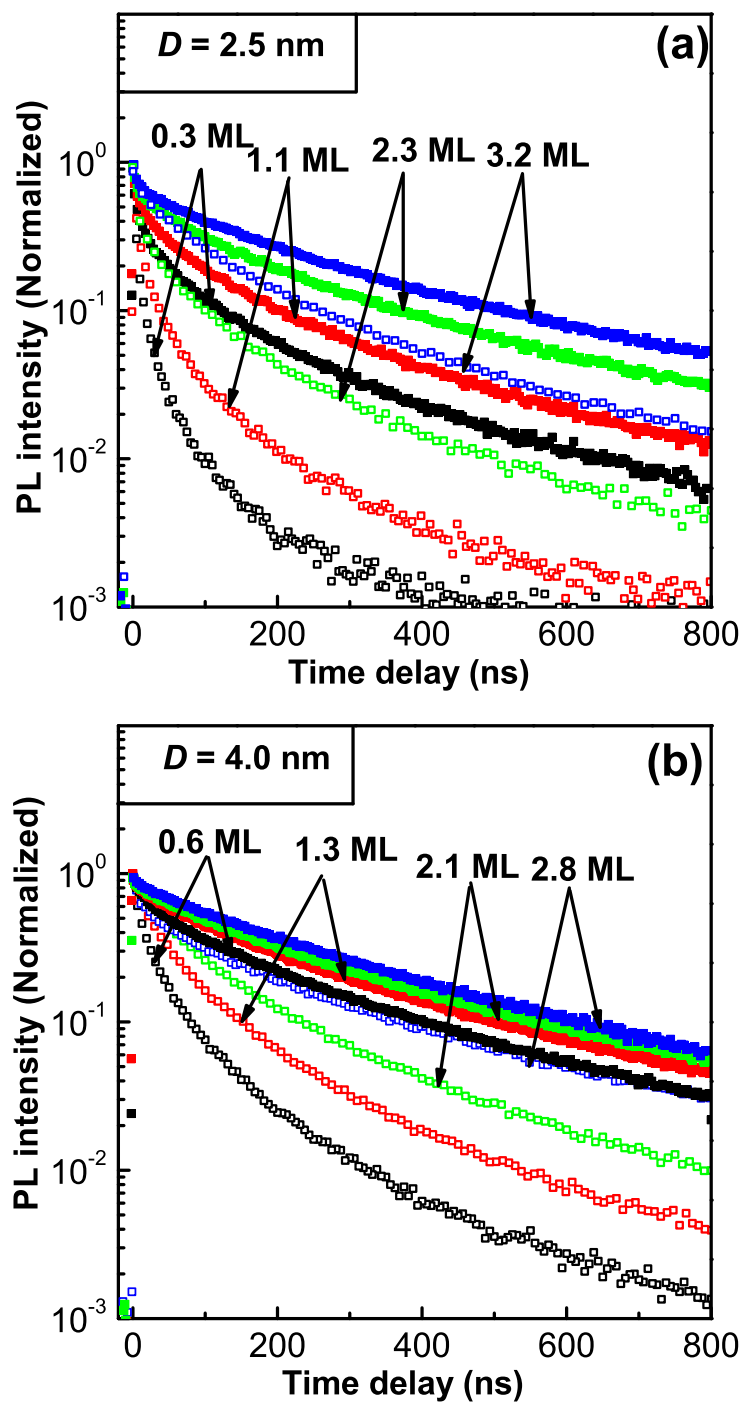 D = 2.5 nm
(a)
0.3 ML
1.1 ML
2.3 ML
3.2 ML
PL intensity (Normalized)
10^0
10^-1
10^-2
10^-3
0 200 400 600 800
Time delay (ns)
D = 4.0 nm
(b)
0.6 ML
1.3 ML
2.1 ML
2.8 ML
PL intensity (Normalized)
10^0
10^-1
10^-2
10^-3
0 200 400 600 800
Time delay (ns)